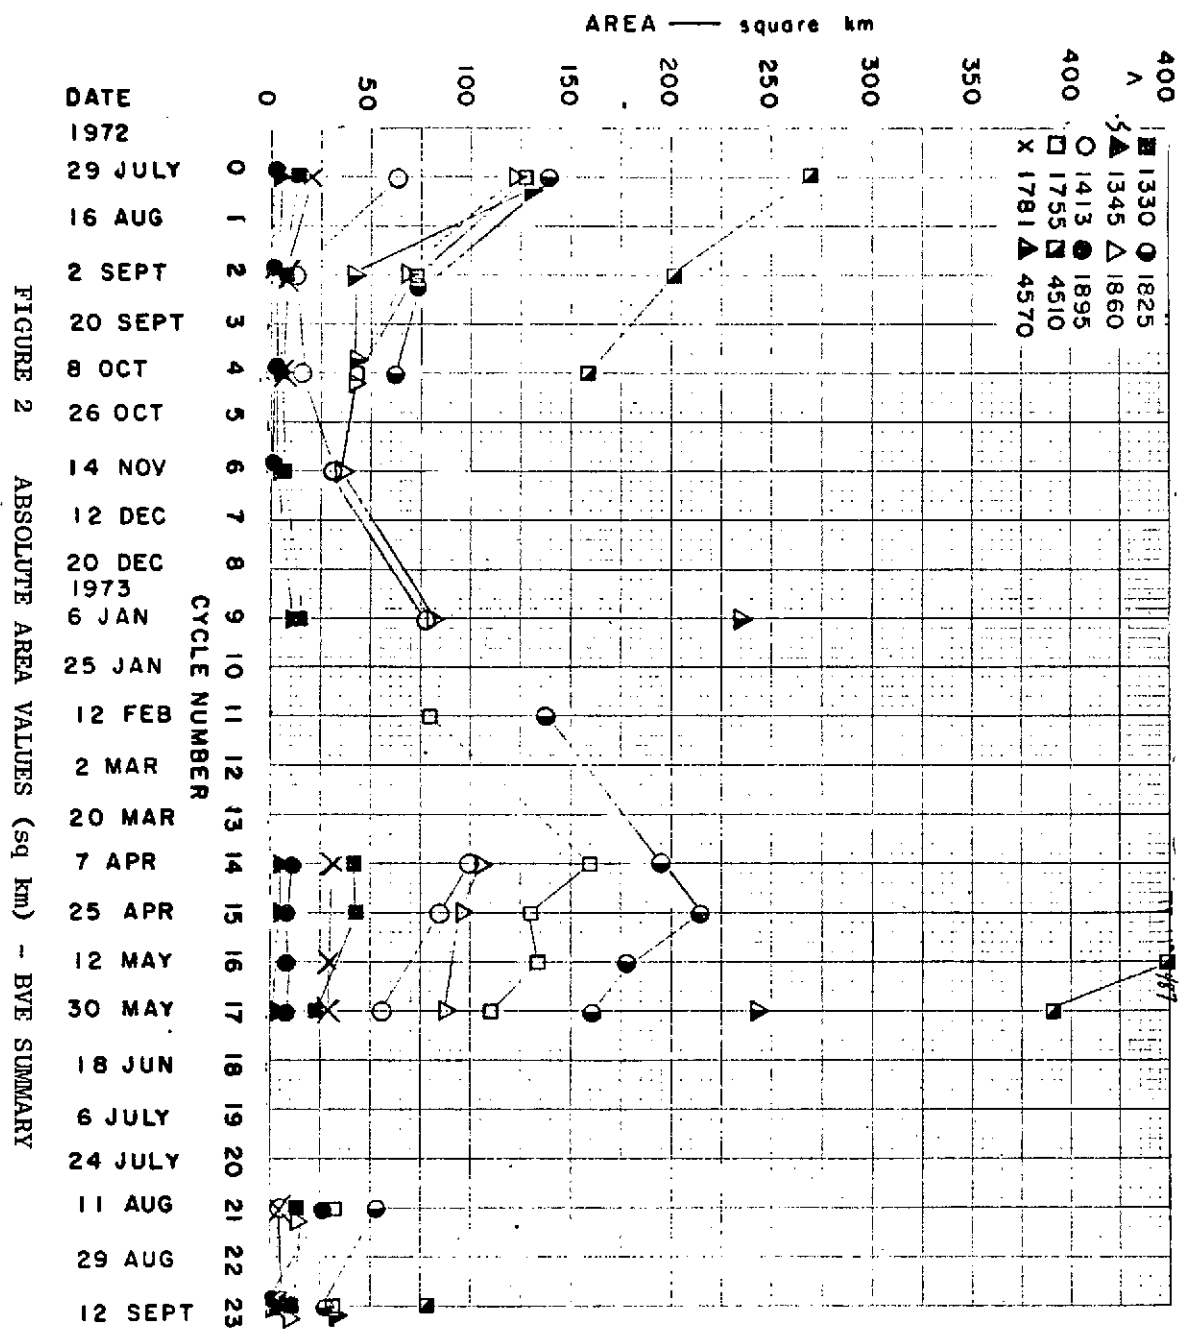 AREA —— square km
0 50 100 150 200 250 300 350 400 400
>
■ 1330 ◒ 1825
▲ 1345 △ 1860
○ 1413 ● 1895
□ 1755 ◪ 4510
x 1781 ▲ 4570
DATE
1972
29 JULY 0
16 AUG 1
2 SEPT 2
20 SEPT 3
8 OCT 4
26 OCT 5
14 NOV 6
12 DEC 7
20 DEC 8
1973
6 JAN 9
25 JAN 10
12 FEB 11
2 MAR 12
20 MAR 13
7 APR 14
25 APR 15
12 MAY 16
30 MAY 17
18 JUN 18
6 JULY 19
24 JULY 20
11 AUG 21
29 AUG 22
12 SEPT 23
CYCLE NUMBER
487
FIGURE 2 ABSOLUTE AREA VALUES (sq km) - BVE SUMMARY